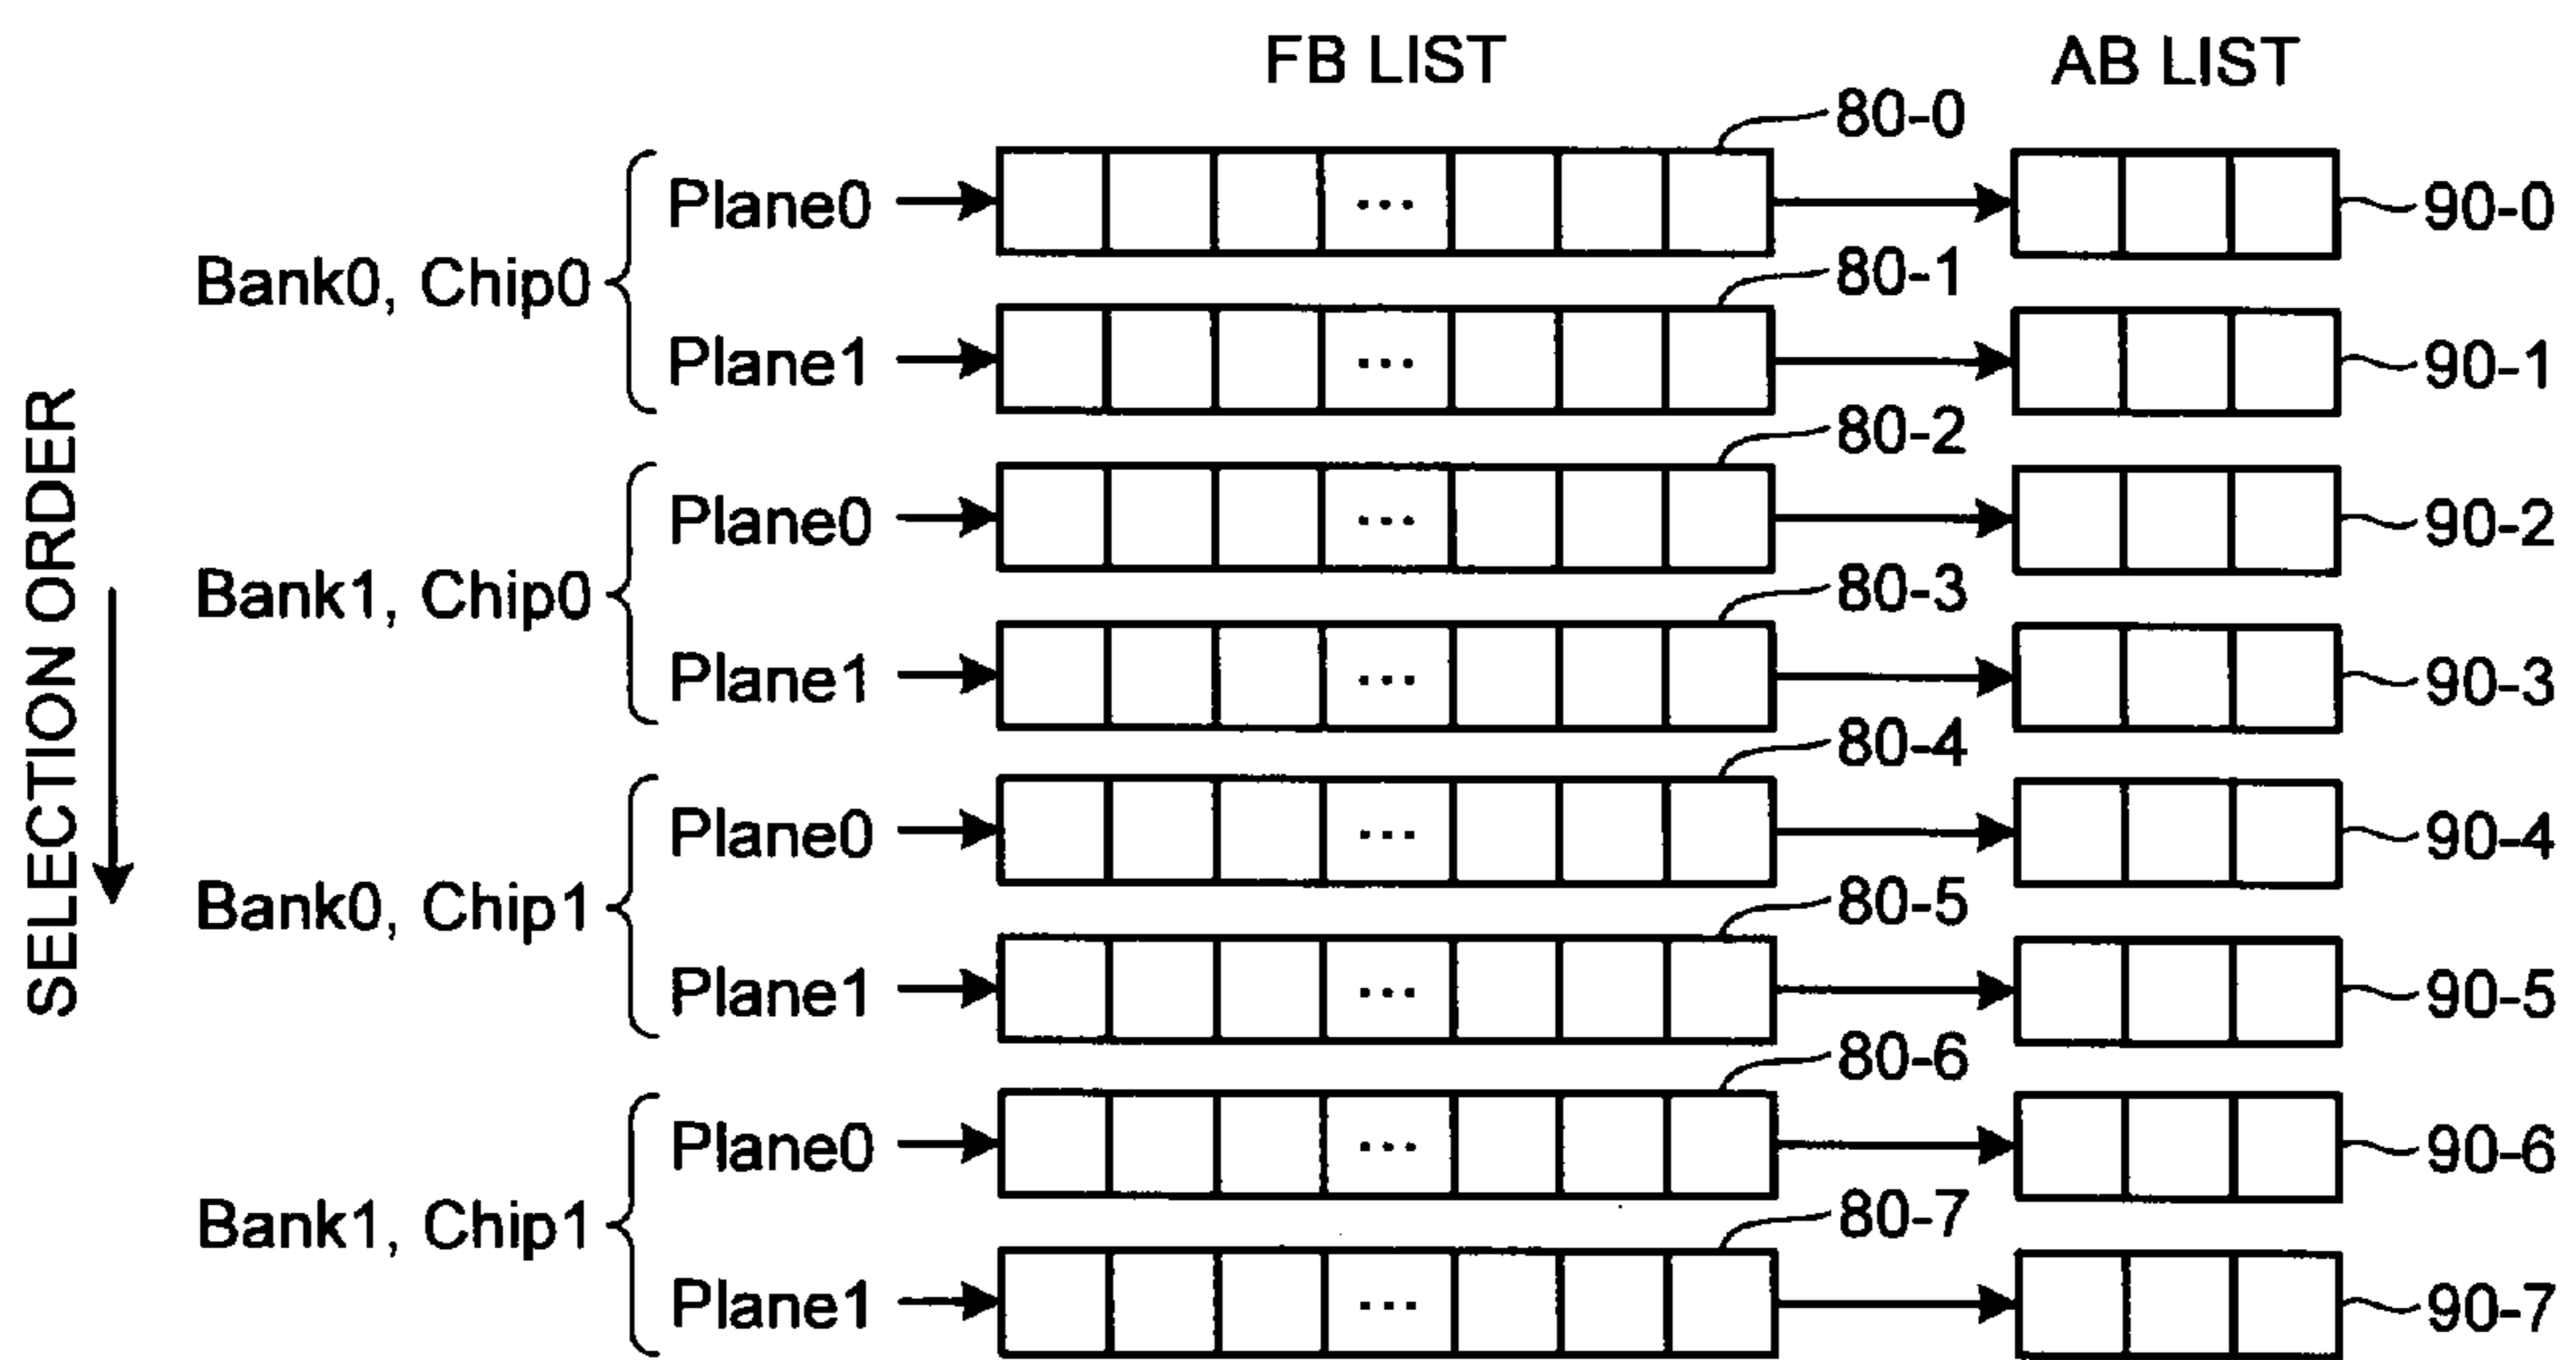 FB LIST
AB LIST
80-0
Plane0
...
90-0
Bank0, Chip0
80-1
Plane1
...
90-1
80-2
Plane0
...
90-2
Bank1, Chip0
80-3
Plane1
...
90-3
SELECTION ORDER
80-4
Plane0
...
90-4
Bank0, Chip1
80-5
Plane1
...
90-5
80-6
Plane0
...
90-6
Bank1, Chip1
80-7
Plane1
...
90-7